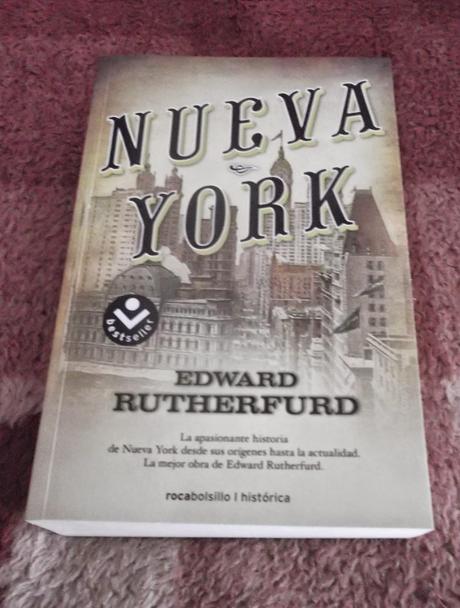 NUEVA
YORK
bestseller
EDWARD
RUTHERFURD
La apasionante historia
de Nueva York desde sus orígenes hasta la actualidad.
La mejor obra de Edward Rutherfurd.
rocabolsillo | histórica